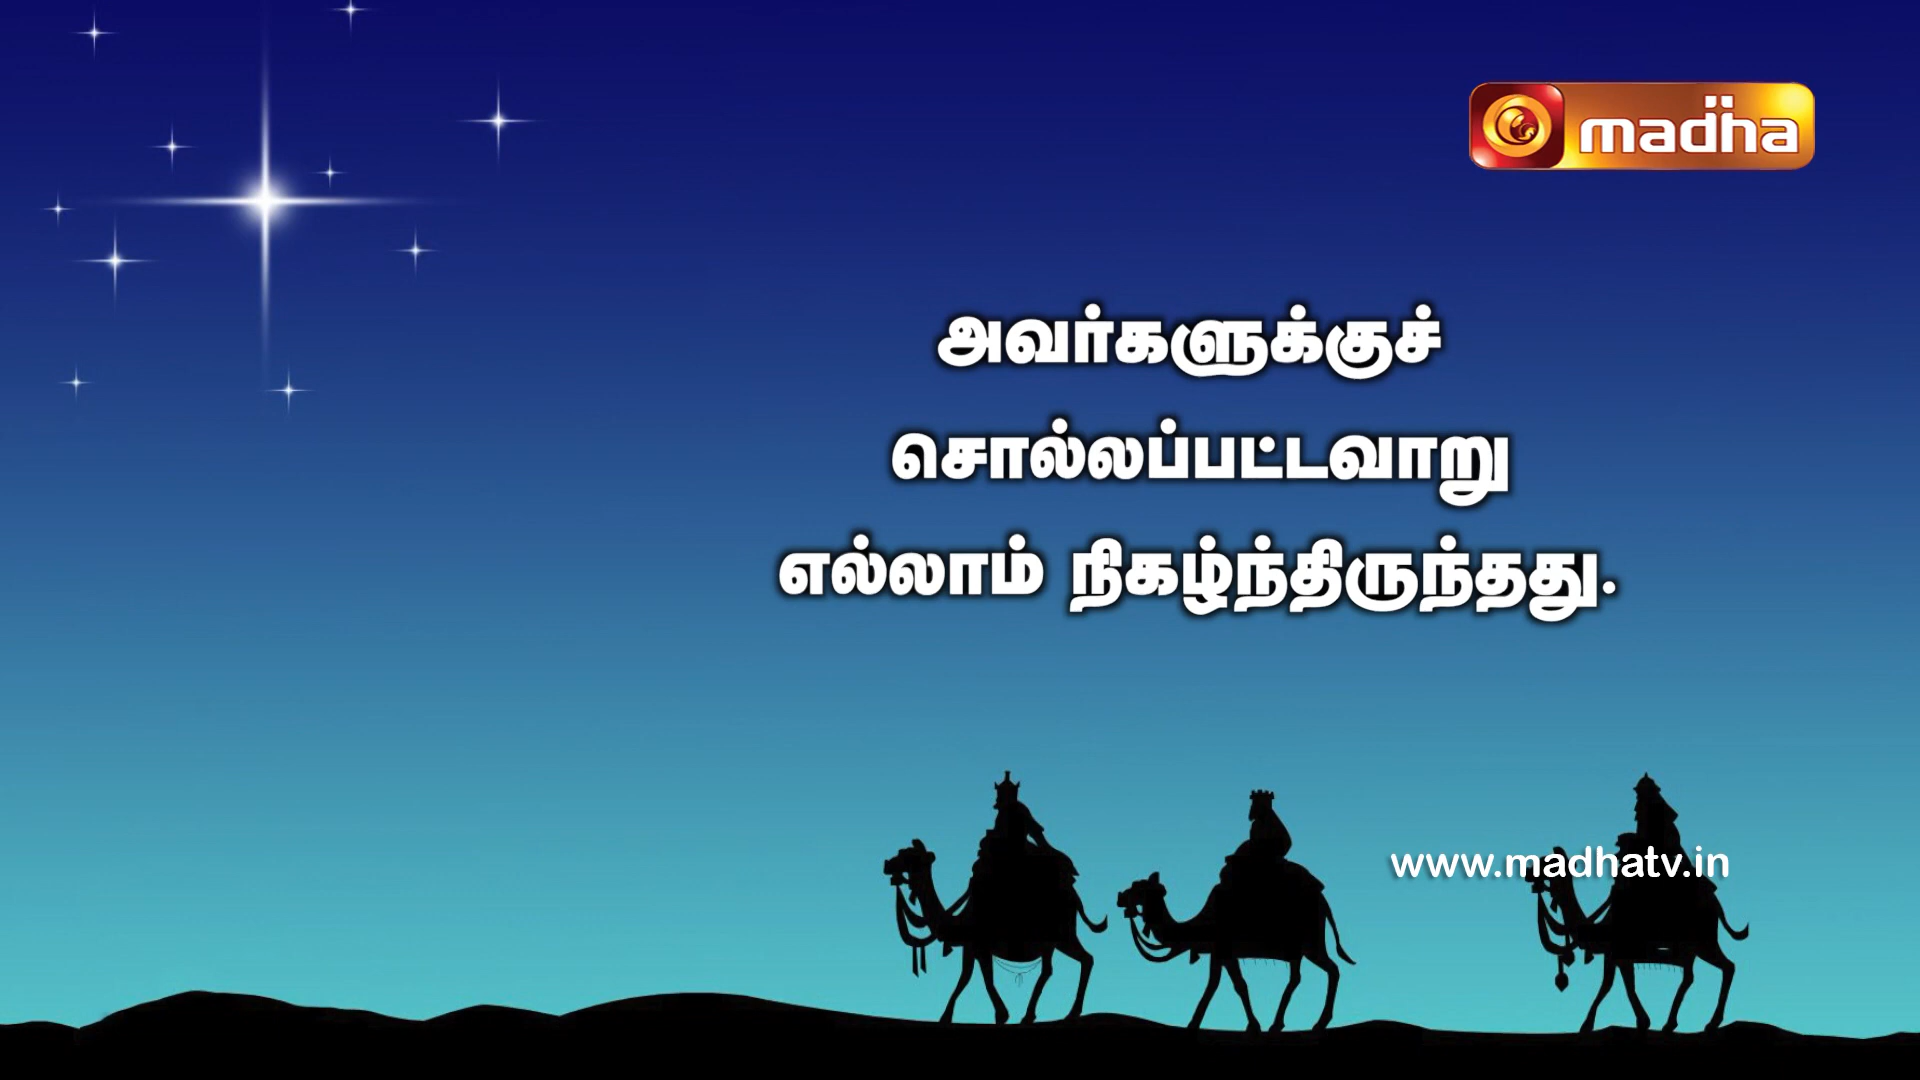 madha
அவர்களுக்குச்
சொல்லப்பட்டவாறு
எல்லாம் நிகழ்ந்திருந்தது.
www.madhatv.in